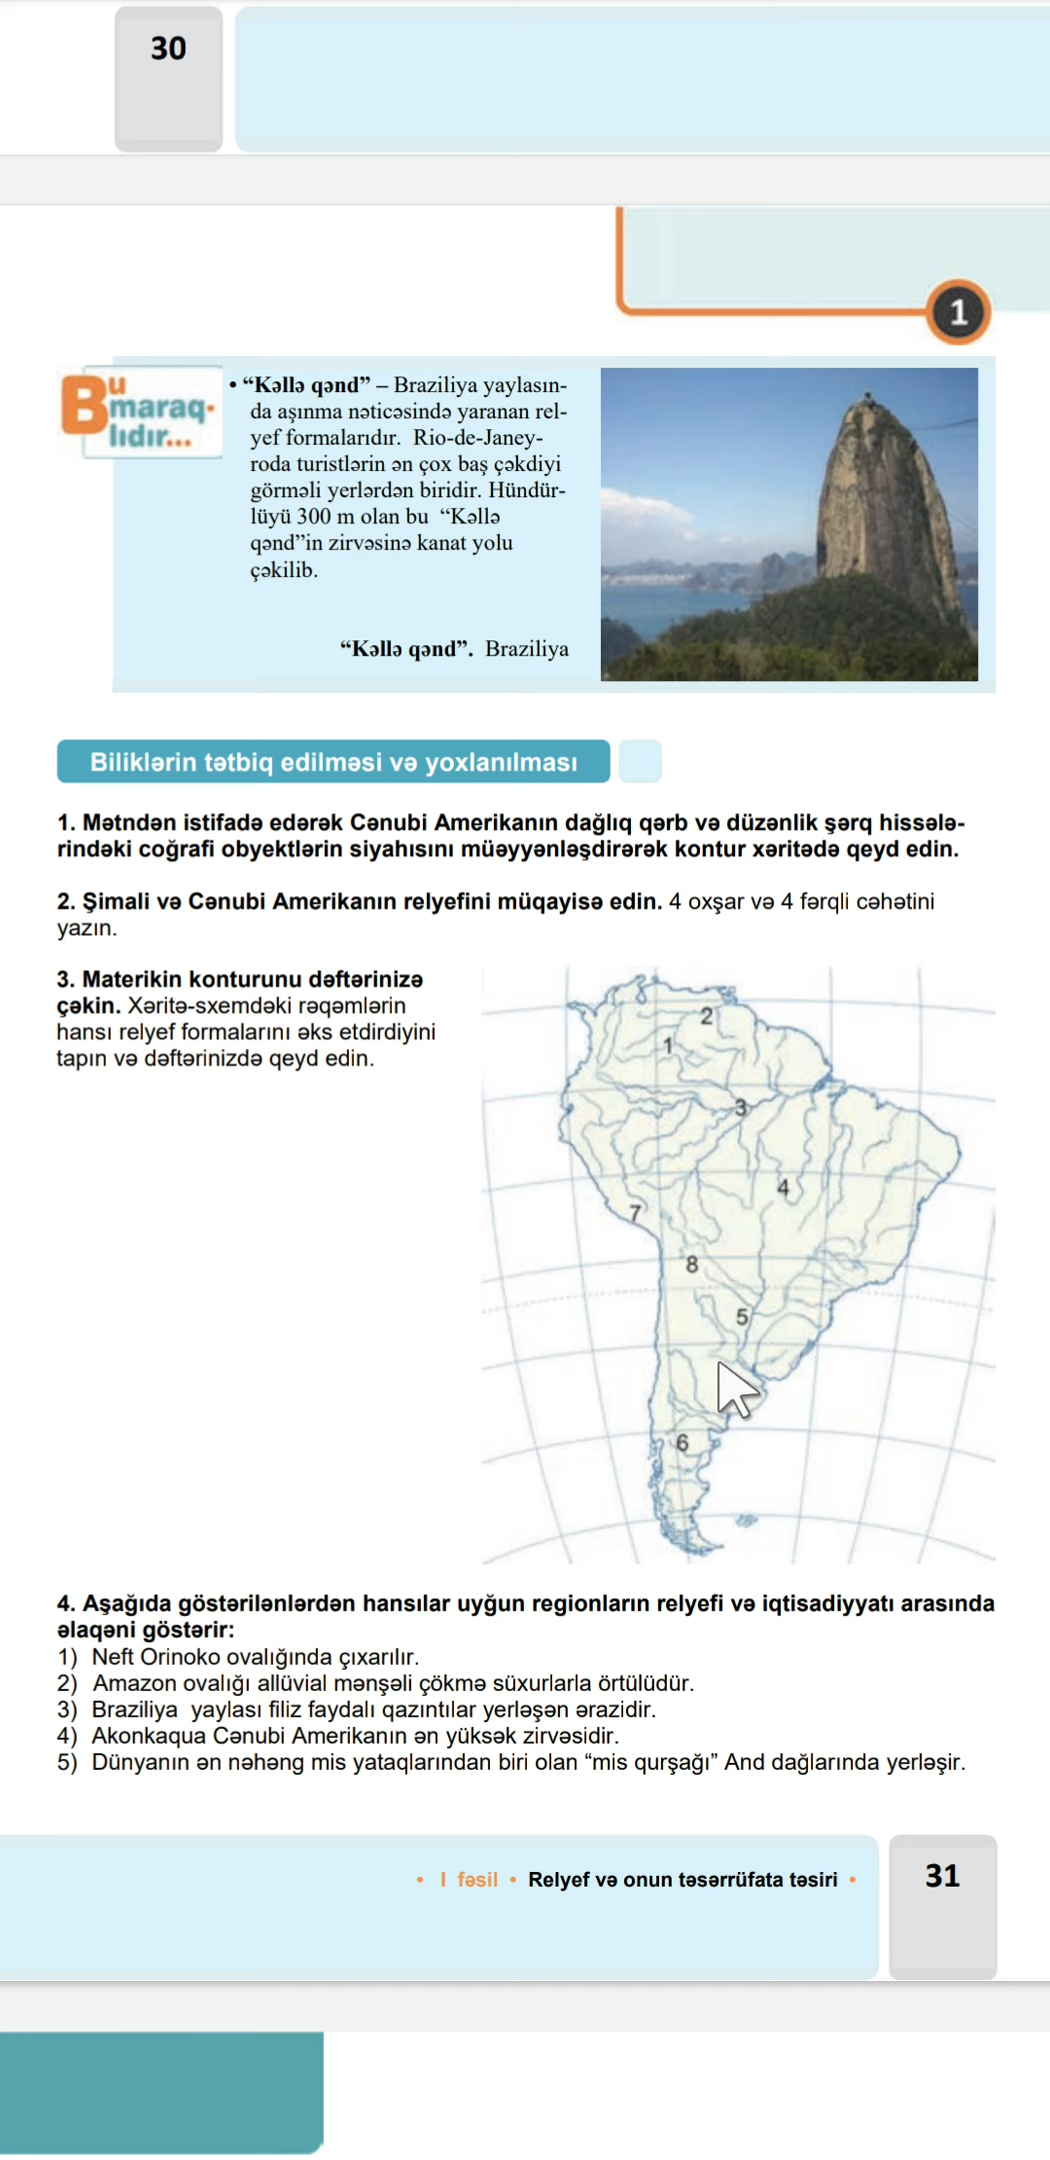 30
1
Bu
maraq-
lıdır...
• “Kəllə qənd” – Braziliya yaylasın-
da aşınma nəticəsində yaranan rel-
yef formalarıdır. Rio-de-Janey-
roda turistlərin ən çox baş çəkdiyi
görməli yerlərdən biridir. Hündür-
lüyü 300 m olan bu “Kəllə
qənd”in zirvəsinə kanat yolu
çəkilib.
“Kəllə qənd”. Braziliya
Biliklərin tətbiq edilməsi və yoxlanılması
1. Mətndən istifadə edərək Cənubi Amerikanın dağlıq qərb və düzənlik şərq hissələ-
rindəki coğrafi obyektlərin siyahısını müəyyənləşdirərək kontur xəritədə qeyd edin.
2. Şimali və Cənubi Amerikanın relyefini müqayisə edin. 4 oxşar və 4 fərqli cəhətini
yazın.
3. Materikin konturunu dəftərinizə
çəkin. Xəritə-sxemdəki rəqəmlərin
hansı relyef formalarını əks etdirdiyini
tapın və dəftərinizdə qeyd edin.
2
1
3
4
7
8
5
6
4. Aşağıda göstərilənlərdən hansılar uyğun regionların relyefi və iqtisadiyyatı arasında
əlaqəni göstərir:
1) Neft Orinoko ovalığında çıxarılır.
2) Amazon ovalığı allüvial mənşəli çökmə süxurlarla örtülüdür.
3) Braziliya yaylası filiz faydalı qazıntılar yerləşən ərazidir.
4) Akonkaqua Cənubi Amerikanın ən yüksək zirvəsidir.
5) Dünyanın ən nəhəng mis yataqlarından biri olan “mis qurşağı” And dağlarında yerləşir.
• I fəsil • Relyef və onun təsərrüfata təsiri •
31